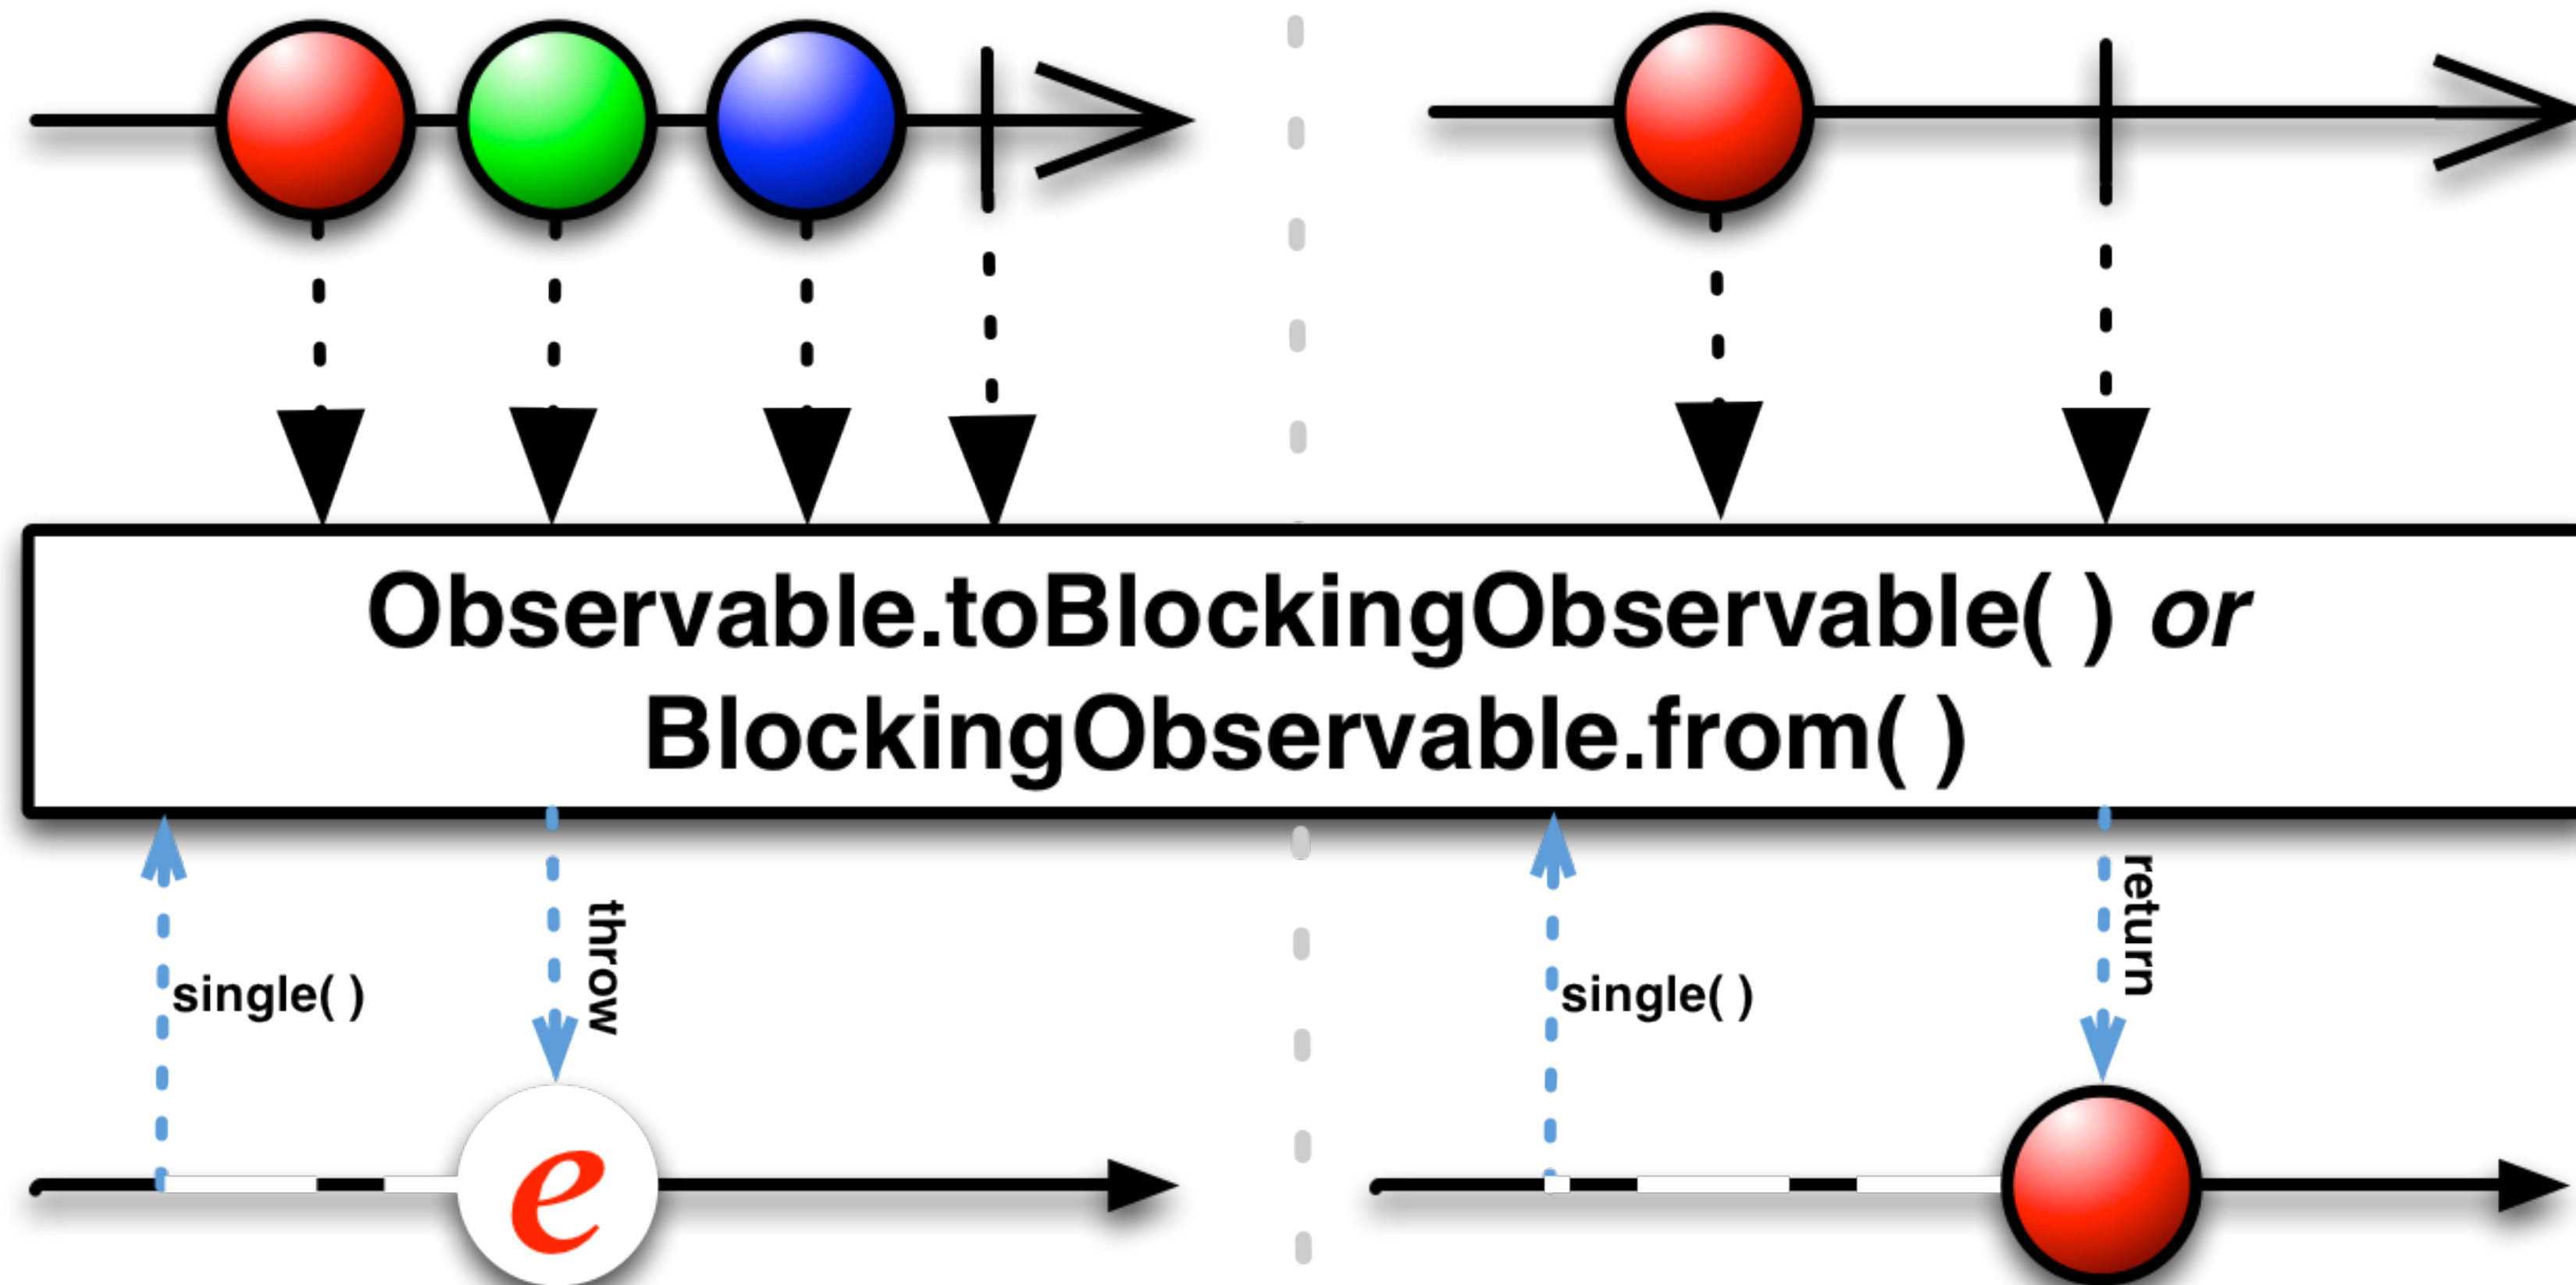 Observable.toBlockingObservable( ) or
BlockingObservable.from( )
single( )
throw
single( )
return
e